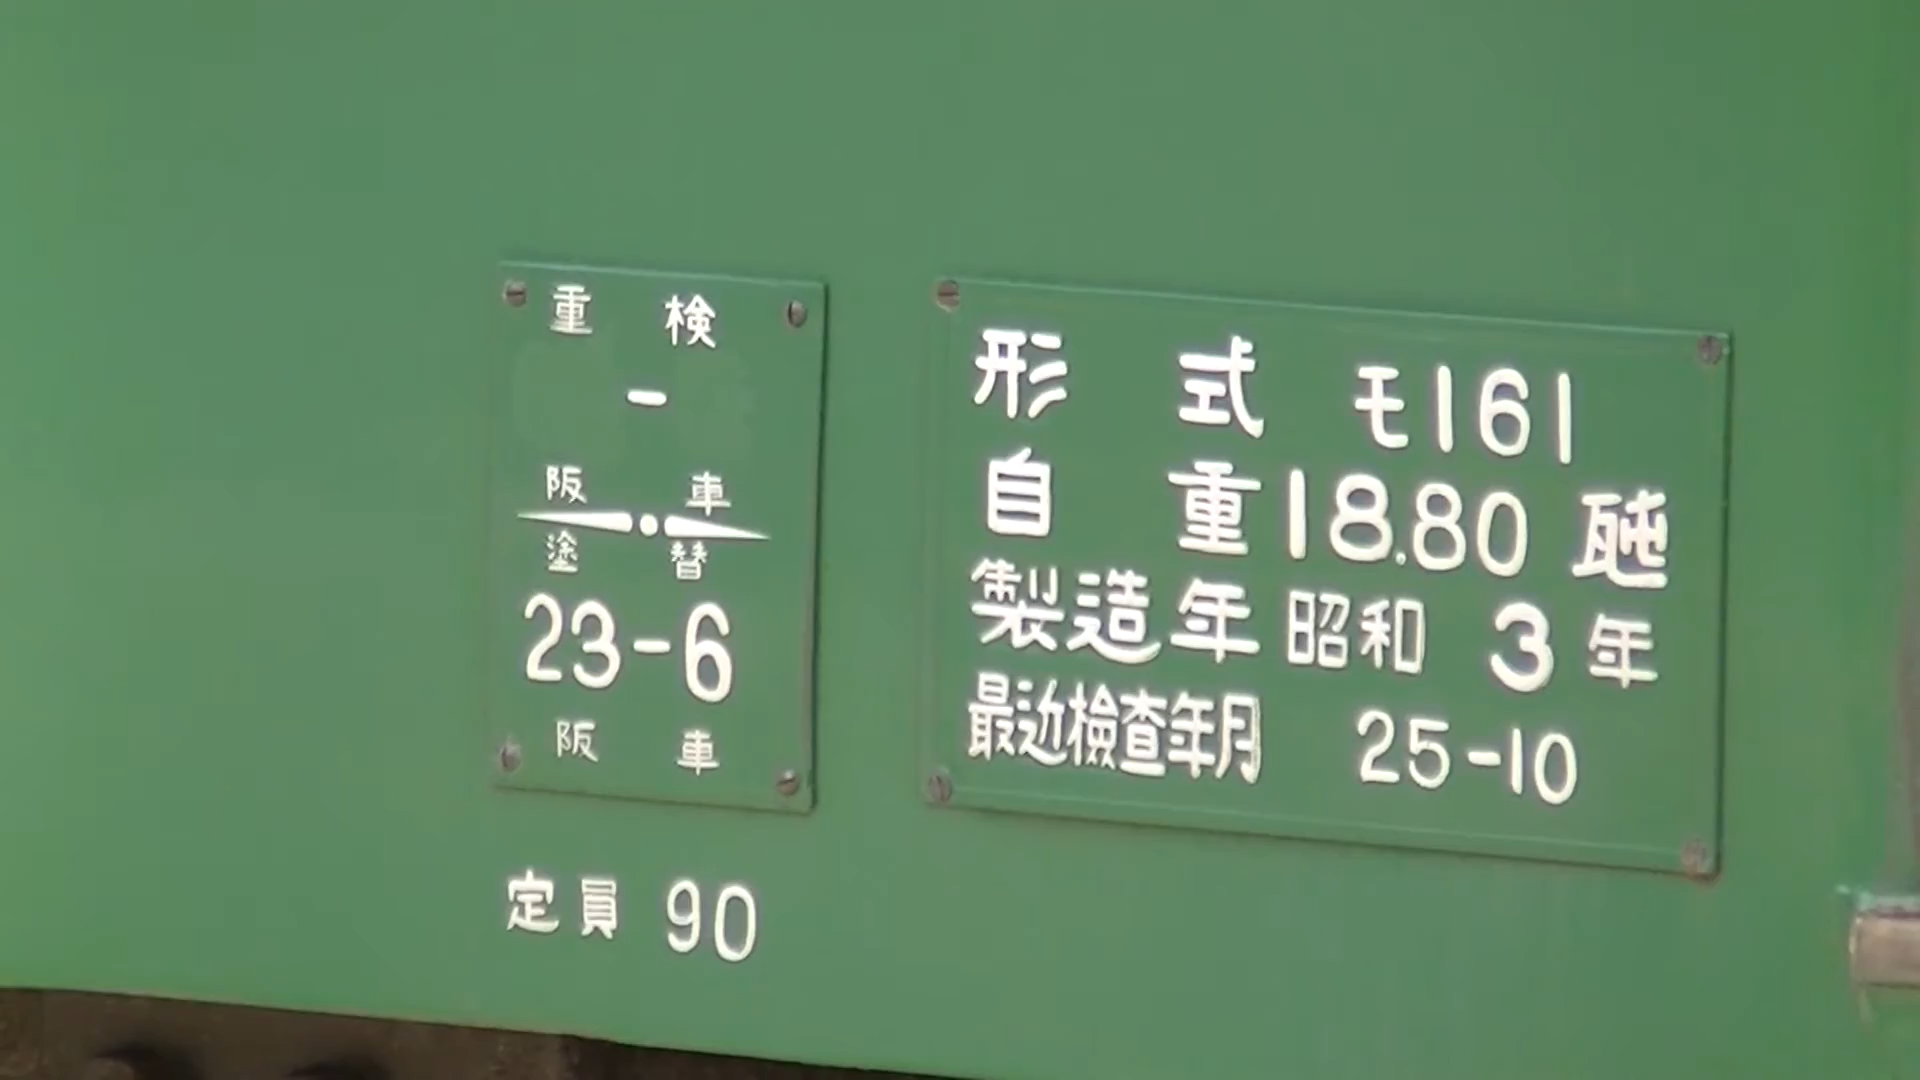 重 検
-
阪 車
塗 替
23-6
阪 車
定員 90
形 式 モ161
自 重 18.80 瓲
製造年 昭和 3 年
最近検査年月 25-10